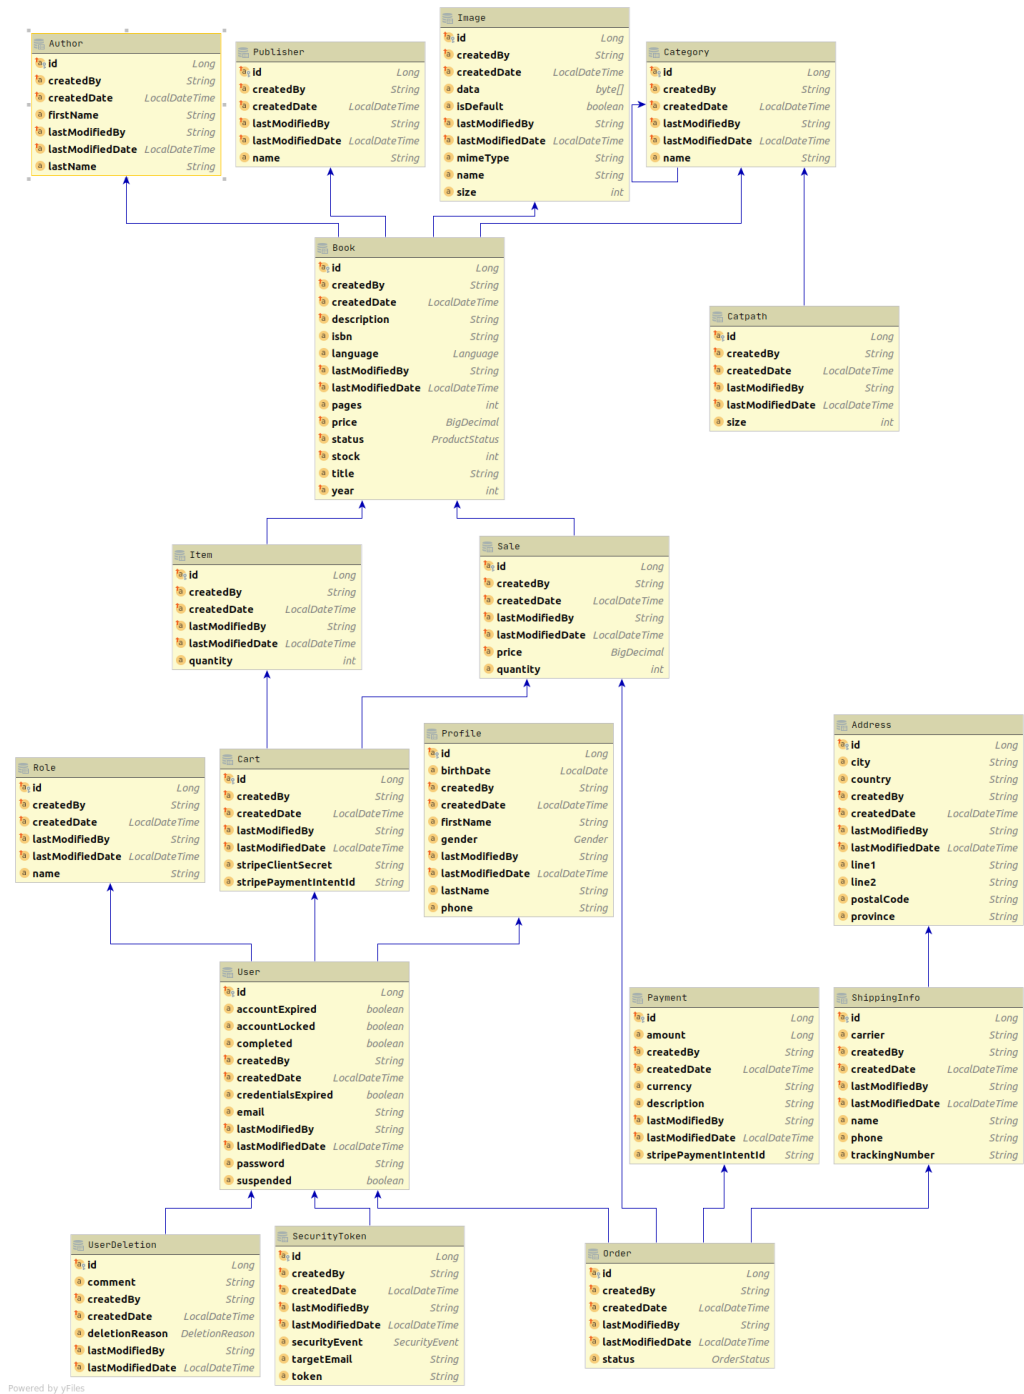 Author
id Long
createdBy String
createdDate LocalDateTime
firstName String
lastModifiedBy String
lastModifiedDate LocalDateTime
lastName String
Publisher
id Long
createdBy String
createdDate LocalDateTime
lastModifiedBy String
lastModifiedDate LocalDateTime
name String
Image
id Long
createdBy String
createdDate LocalDateTime
data byte[]
isDefault boolean
lastModifiedBy String
lastModifiedDate LocalDateTime
mimeType String
name String
size int
Category
id Long
createdBy String
createdDate LocalDateTime
lastModifiedBy String
lastModifiedDate LocalDateTime
name String
Book
id Long
createdBy String
createdDate LocalDateTime
description String
isbn String
language Language
lastModifiedBy String
lastModifiedDate LocalDateTime
pages int
price BigDecimal
status ProductStatus
stock int
title String
year int
Catpath
id Long
createdBy String
createdDate LocalDateTime
lastModifiedBy String
lastModifiedDate LocalDateTime
size int
Item
id Long
createdBy String
createdDate LocalDateTime
lastModifiedBy String
lastModifiedDate LocalDateTime
quantity int
Sale
id Long
createdBy String
createdDate LocalDateTime
lastModifiedBy String
lastModifiedDate LocalDateTime
price BigDecimal
quantity int
Role
id Long
createdBy String
createdDate LocalDateTime
lastModifiedBy String
lastModifiedDate LocalDateTime
name String
Cart
id Long
createdBy String
createdDate LocalDateTime
lastModifiedBy String
lastModifiedDate LocalDateTime
stripeClientSecret String
stripePaymentIntentId String
Profile
id Long
birthDate LocalDate
createdBy String
createdDate LocalDateTime
firstName String
gender Gender
lastModifiedBy String
lastModifiedDate LocalDateTime
lastName String
phone String
Address
id Long
city String
country String
createdBy String
createdDate LocalDateTime
lastModifiedBy String
lastModifiedDate LocalDateTime
line1 String
line2 String
postalCode String
province String
User
id Long
accountExpired boolean
accountLocked boolean
completed boolean
createdBy String
createdDate LocalDateTime
credentialsExpired boolean
email String
lastModifiedBy String
lastModifiedDate LocalDateTime
password String
suspended boolean
Payment
id Long
amount Long
createdBy String
createdDate LocalDateTime
currency String
description String
lastModifiedBy String
lastModifiedDate LocalDateTime
stripePaymentIntentId String
ShippingInfo
id Long
carrier String
createdBy String
createdDate LocalDateTime
lastModifiedBy String
lastModifiedDate LocalDateTime
name String
phone String
trackingNumber String
UserDeletion
id Long
comment String
createdBy String
createdDate LocalDateTime
deletionReason DeletionReason
lastModifiedBy String
lastModifiedDate LocalDateTime
SecurityToken
id Long
createdBy String
createdDate LocalDateTime
lastModifiedBy String
lastModifiedDate LocalDateTime
securityEvent SecurityEvent
targetEmail String
token String
Order
id Long
createdBy String
createdDate LocalDateTime
lastModifiedBy String
lastModifiedDate LocalDateTime
status OrderStatus
Powered by yFiles